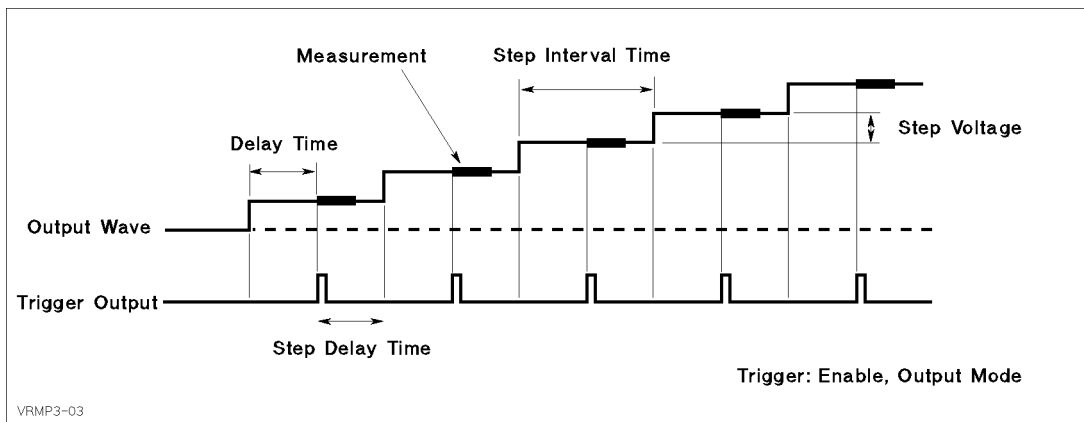 Measurement
Step Interval Time
Delay Time
Step Voltage
Output Wave
Trigger Output
Step Delay Time
Trigger: Enable, Output Mode
VRMP3-03